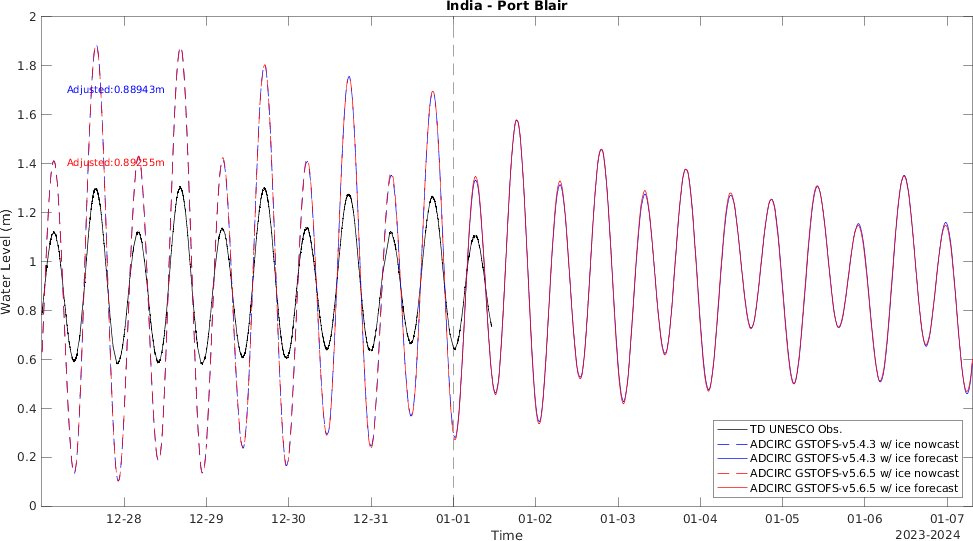 India - Port Blair
Water Level (m)
2
1.8
1.6
1.4
1.2
1
0.8
0.6
0.4
0.2
0
Adjusted:0.88943m
Adjusted:0.89255m
TD UNESCO Obs.
ADCIRC GSTOFS-v5.4.3 w/ ice nowcast
ADCIRC GSTOFS-v5.4.3 w/ ice forecast
ADCIRC GSTOFS-v5.6.5 w/ ice nowcast
ADCIRC GSTOFS-v5.6.5 w/ ice forecast
12-28 12-29 12-30 12-31 01-01 01-02 01-03 01-04 01-05 01-06 01-07
Time
2023-2024